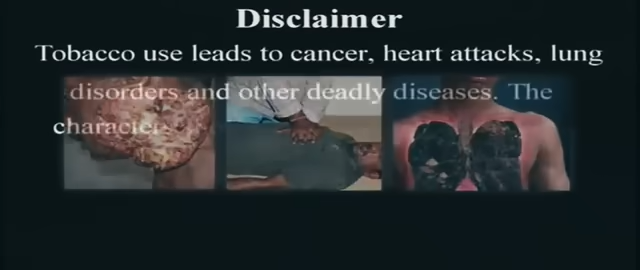 Disclaimer
Tobacco use leads to cancer, heart attacks, lung
disorders and other deadly diseases. The